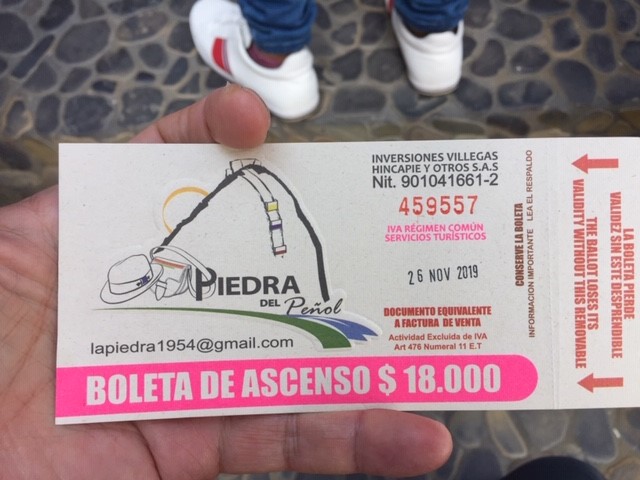 INVERSIONES VILLEGAS
HINCAPIE Y OTROS S.A.S
Nit. 901041661-2
459557
IVA RÉGIMEN COMÚN
SERVICIOS TURÍSTICOS
26 NOV 2019
PIEDRA
DEL Peñol
DOCUMENTO EQUIVALENTE
A FACTURA DE VENTA
Actividad Excluida de IVA
Art 476 Numeral 11 E.T
lapiedra1954@gmail.com
BOLETA DE ASCENSO $ 18.000
CONSERVE LA BOLETA
INFORMACION IMPORTANTE LEA EL RESPALDO
LA BOLETA PIERDE
VALIDEZ SIN ESTE DESPRENDIBLE
THE BALLOT LOSES ITS
VALIDITY WITHOUT THIS REMOVABLE